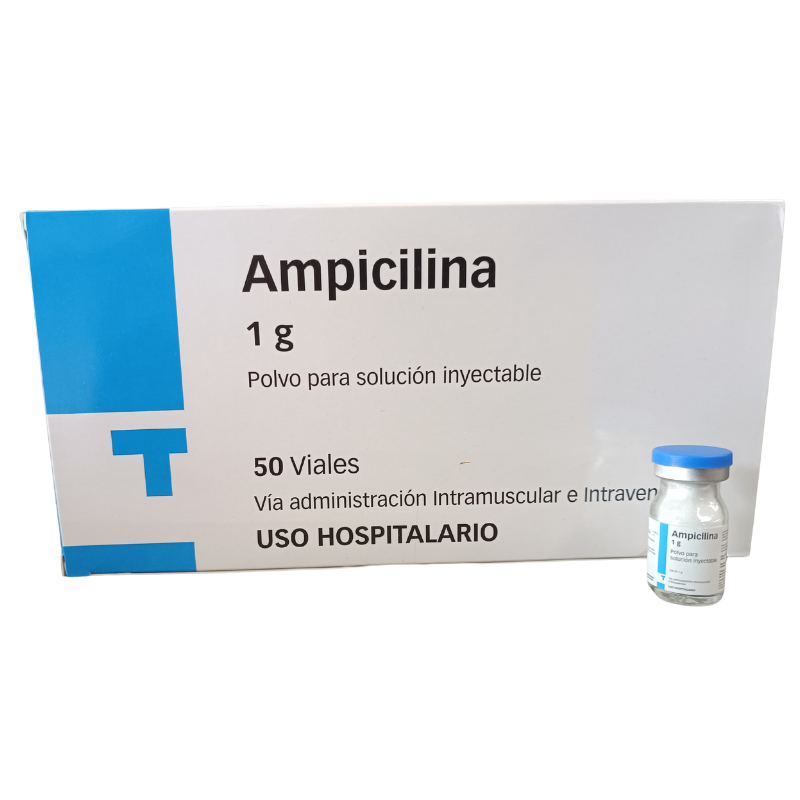 Ampicilina
1 g
Polvo para solución inyectable
50 Viales
Vía administración Intramuscular e Intraven
USO HOSPITALARIO
T
Ampicilina
1 g
Polvo para
solución inyectable
T